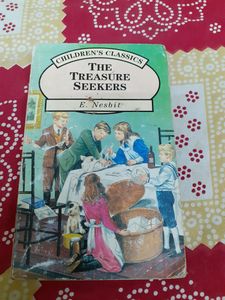 CHILDREN'S CLASSICS
THE
TREASURE
SEEKERS
E. Nesbit